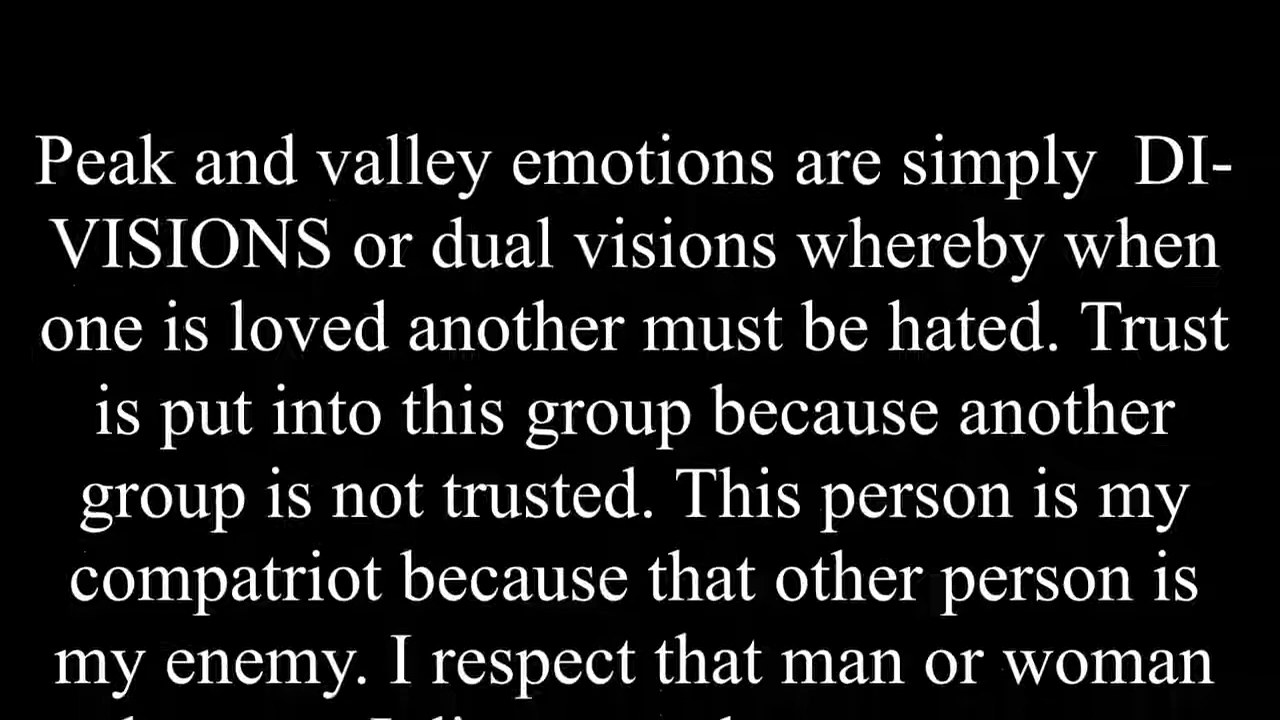 Peak and valley emotions are simply  DI-
VISIONS or dual visions whereby when
one is loved another must be hated. Trust
is put into this group because another
group is not trusted. This person is my
compatriot because that other person is
my enemy. I respect that man or woman